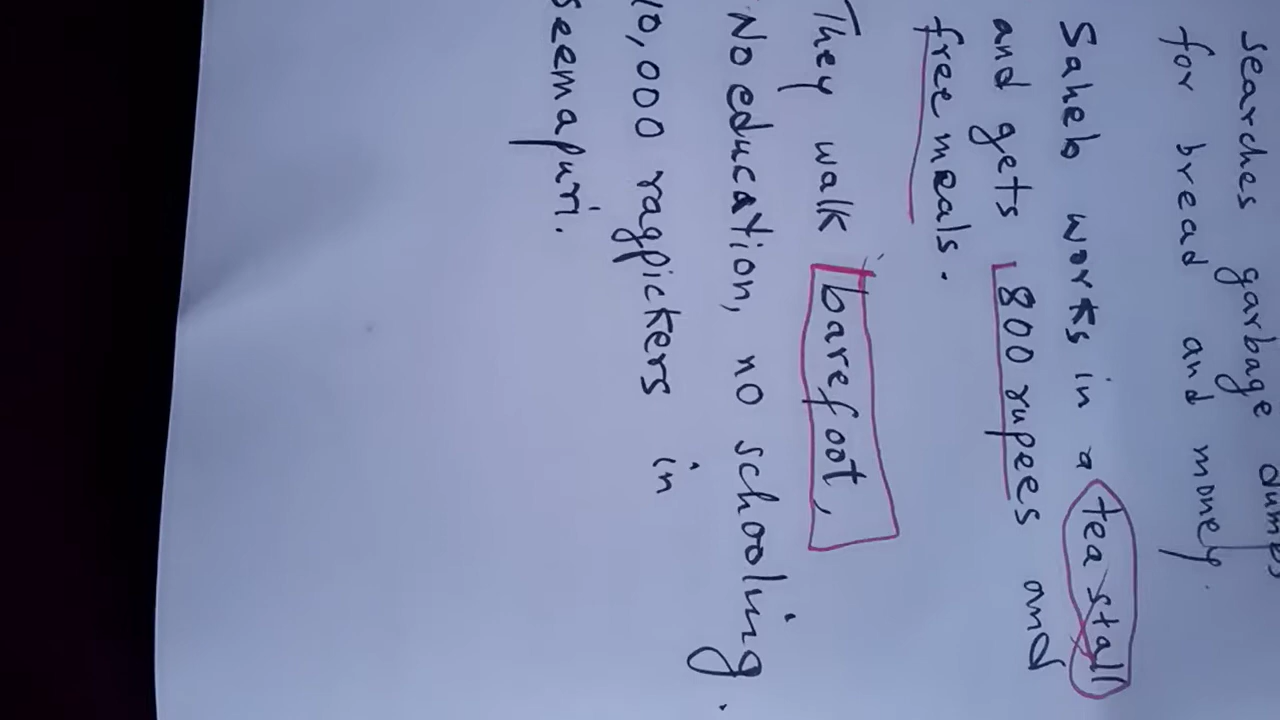 searches garbage dumps
for bread and money.
Saheb works in a tea stall
and gets 800 rupees and
free meals.
They walk barefoot,
No education, no schooling.
10,000 ragpickers in
seemapuri.